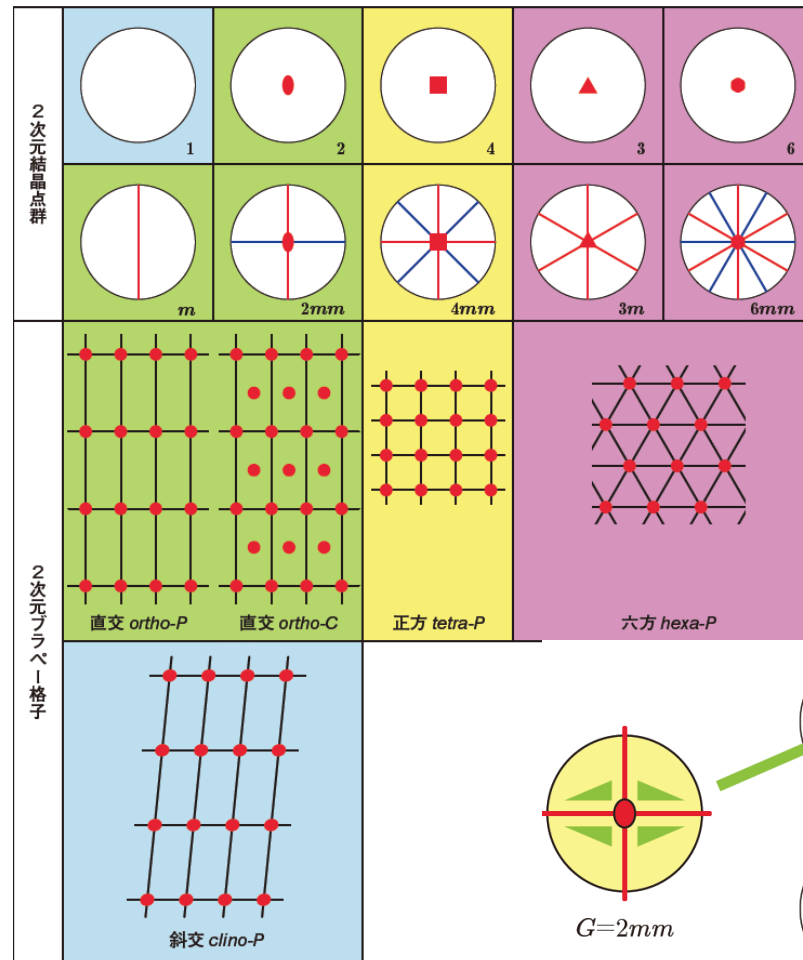 2次元結晶点群
1
2
4
3
6
m
2mm
4mm
3m
6mm
2次元ブラベー格子
直交 ortho-P
直交 ortho-C
正方 tetra-P
六方 hexa-P
斜交 clino-P
G=2mm